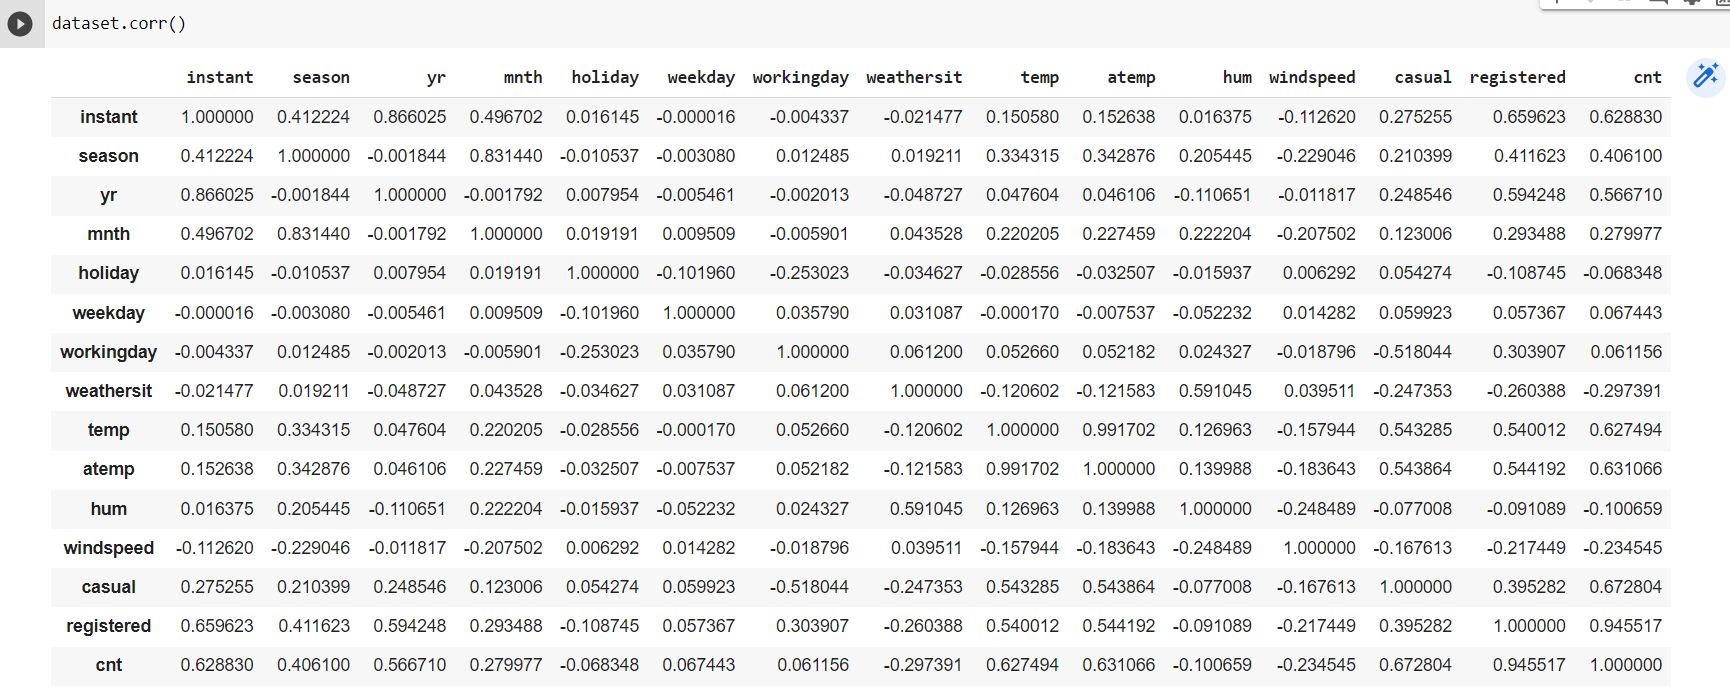 dataset.corr()
instant season yr mnth holiday weekday workingday weathersit temp atemp hum windspeed casual registered cnt
instant 1.000000 0.412224 0.866025 0.496702 0.016145 -0.000016 -0.004337 -0.021477 0.150580 0.152638 0.016375 -0.112620 0.275255 0.659623 0.628830
season 0.412224 1.000000 -0.001844 0.831440 -0.010537 -0.003080 0.012485 0.019211 0.334315 0.342876 0.205445 -0.229046 0.210399 0.411623 0.406100
yr 0.866025 -0.001844 1.000000 -0.001792 0.007954 -0.005461 -0.002013 -0.048727 0.047604 0.046106 -0.110651 -0.011817 0.248546 0.594248 0.566710
mnth 0.496702 0.831440 -0.001792 1.000000 0.019191 0.009509 -0.005901 0.043528 0.220205 0.227459 0.222204 -0.207502 0.123006 0.293488 0.279977
holiday 0.016145 -0.010537 0.007954 0.019191 1.000000 -0.101960 -0.253023 -0.034627 -0.028556 -0.032507 -0.015937 0.006292 0.054274 -0.108745 -0.068348
weekday -0.000016 -0.003080 -0.005461 0.009509 -0.101960 1.000000 0.035790 0.031087 -0.000170 -0.007537 -0.052232 0.014282 0.059923 0.057367 0.067443
workingday -0.004337 0.012485 -0.002013 -0.005901 -0.253023 0.035790 1.000000 0.061200 0.052660 0.052182 0.024327 -0.018796 -0.518044 0.303907 0.061156
weathersit -0.021477 0.019211 -0.048727 0.043528 -0.034627 0.031087 0.061200 1.000000 -0.120602 -0.121583 0.591045 0.039511 -0.247353 -0.260388 -0.297391
temp 0.150580 0.334315 0.047604 0.220205 -0.028556 -0.000170 0.052660 -0.120602 1.000000 0.991702 0.126963 -0.157944 0.543285 0.540012 0.627494
atemp 0.152638 0.342876 0.046106 0.227459 -0.032507 -0.007537 0.052182 -0.121583 0.991702 1.000000 0.139988 -0.183643 0.543864 0.544192 0.631066
hum 0.016375 0.205445 -0.110651 0.222204 -0.015937 -0.052232 0.024327 0.591045 0.126963 0.139988 1.000000 -0.248489 -0.077008 -0.091089 -0.100659
windspeed -0.112620 -0.229046 -0.011817 -0.207502 0.006292 0.014282 -0.018796 0.039511 -0.157944 -0.183643 -0.248489 1.000000 -0.167613 -0.217449 -0.234545
casual 0.275255 0.210399 0.248546 0.123006 0.054274 0.059923 -0.518044 -0.247353 0.543285 0.543864 -0.077008 -0.167613 1.000000 0.395282 0.672804
registered 0.659623 0.411623 0.594248 0.293488 -0.108745 0.057367 0.303907 -0.260388 0.540012 0.544192 -0.091089 -0.217449 0.395282 1.000000 0.945517
cnt 0.628830 0.406100 0.566710 0.279977 -0.068348 0.067443 0.061156 -0.297391 0.627494 0.631066 -0.100659 -0.234545 0.672804 0.945517 1.000000